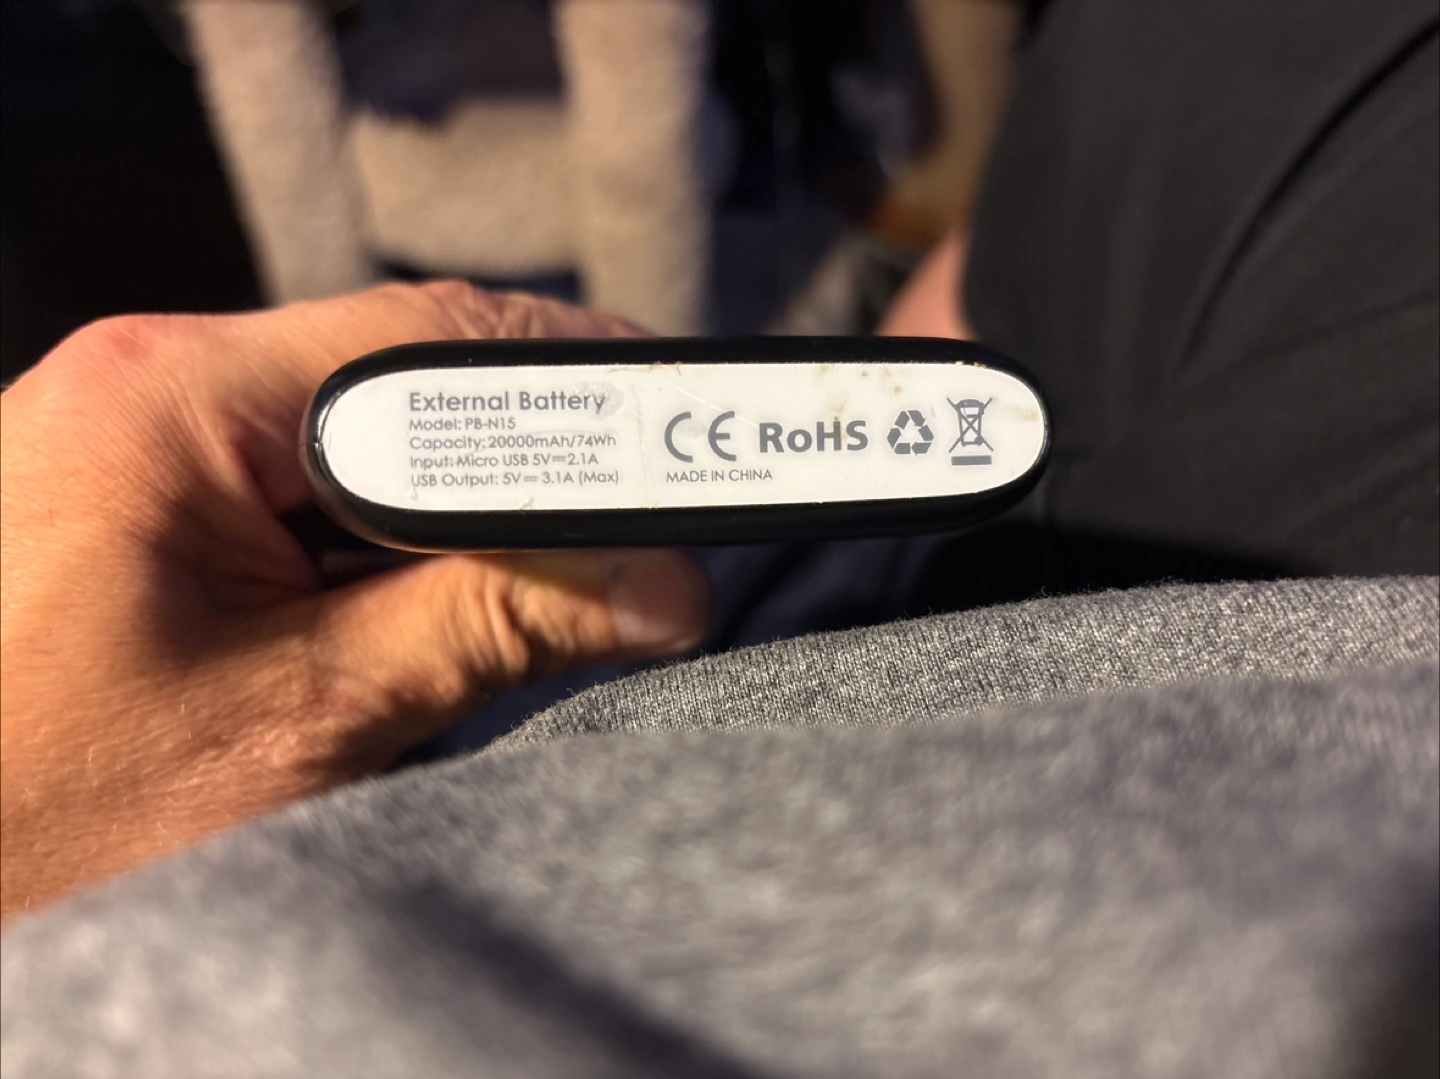 External Battery
Model: PB-N15
Capacity: 20000mAh/74Wh
Input: Micro USB 5V⎓2.1A
USB Output: 5V⎓ 3.1A (Max)
CE RoHS
MADE IN CHINA